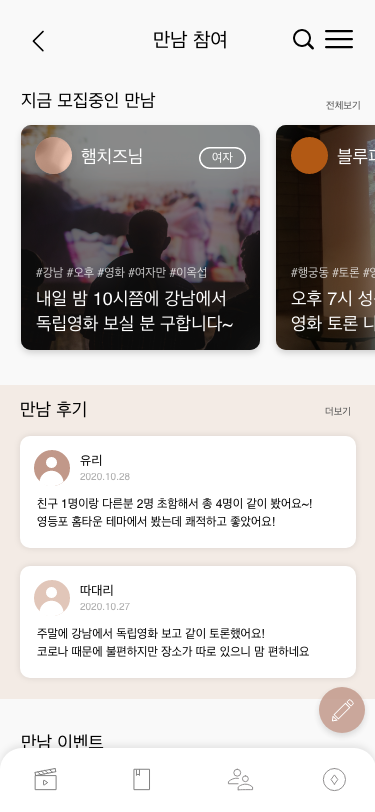 만남 참여
지금 모집중인 만남
전체보기
햄치즈님
여자
#강남 #오후 #영화 #여자만 #이옥섭
내일 밤 10시쯤에 강남에서
독립영화 보실 분 구합니다~
블루
#행궁동 #토론
오후 7시
영화 토론
만남 후기
더보기
유리
2020.10.28
친구 1명이랑 다른분 2명 초함해서 총 4명이 같이 봤어요~!
영등포 홈타운 테마에서 봤는데 쾌적하고 좋았어요!
따대리
2020.10.27
주말에 강남에서 독립영화 보고 같이 토론했어요!
코로나 때문에 불편하지만 장소가 따로 있으니 맘 편하네요
만남 이벤트